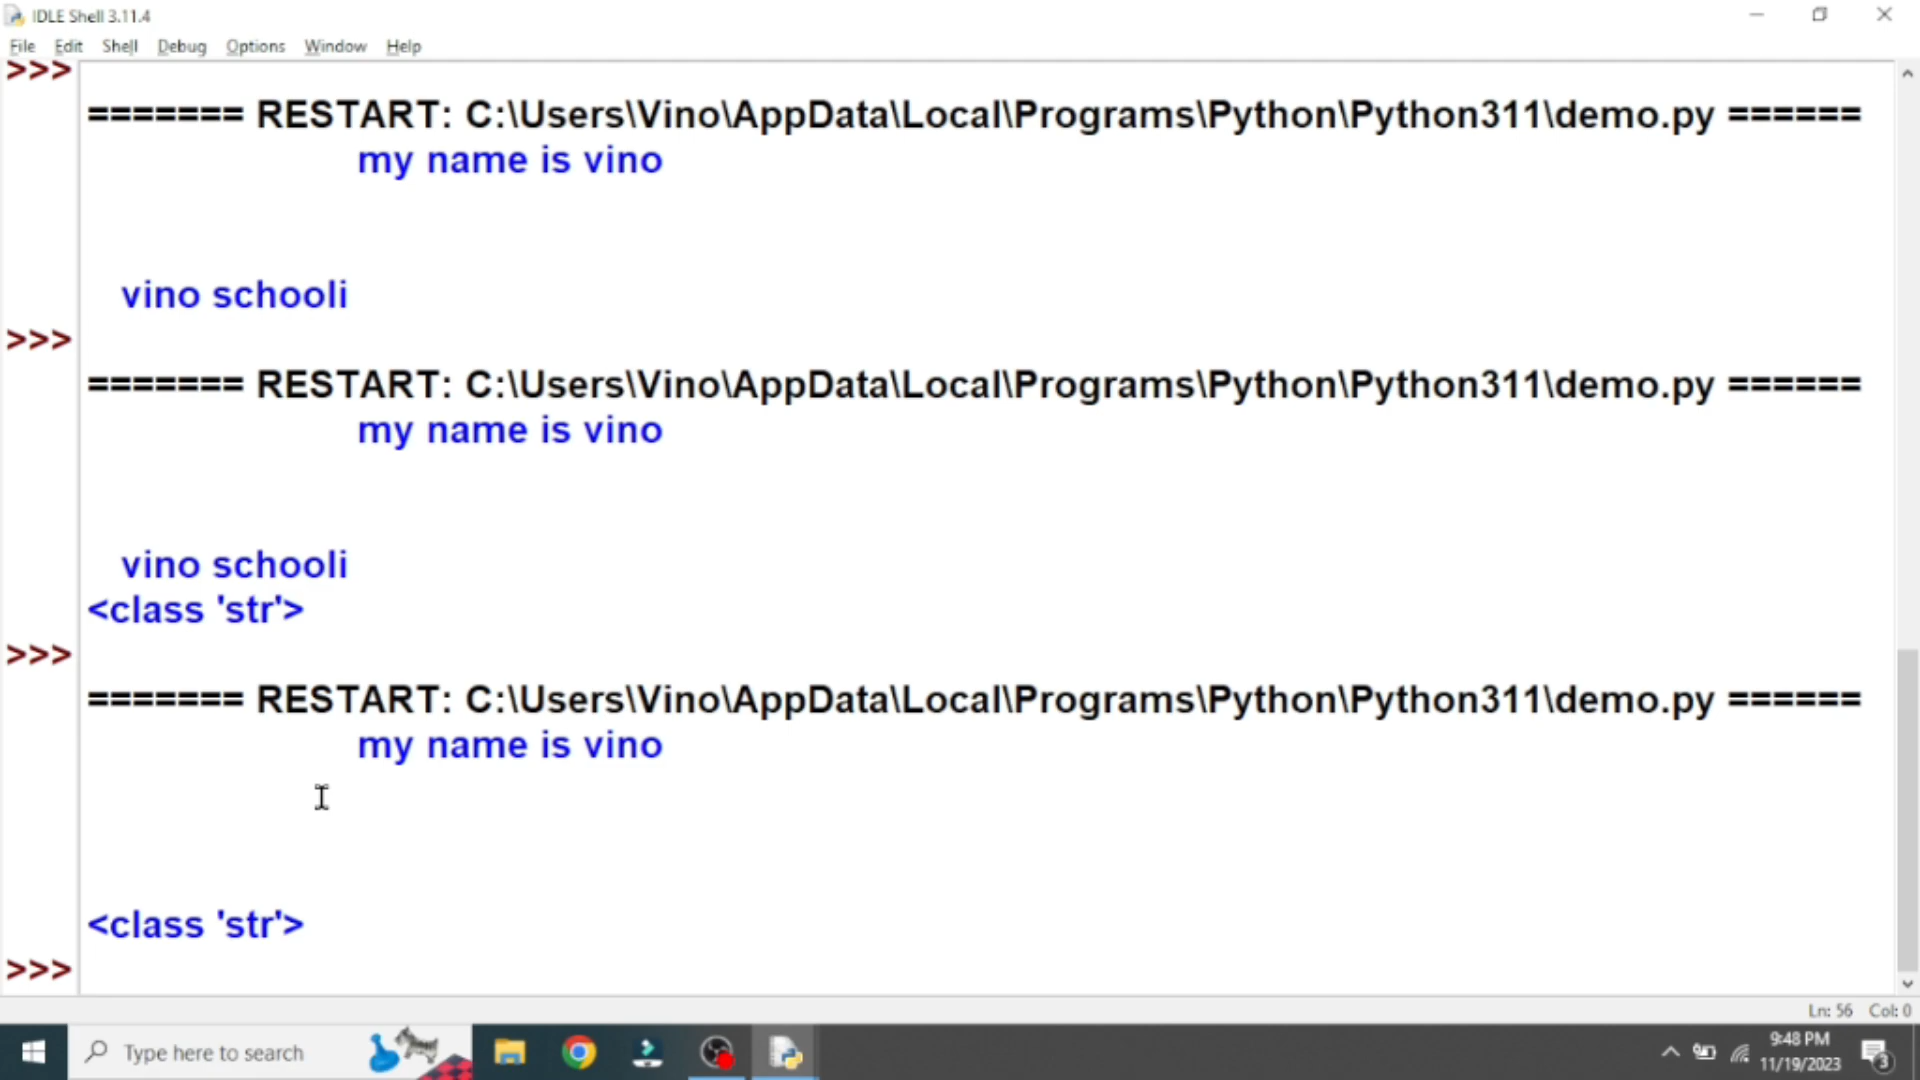 IDLE Shell 3.11.4
File Edit Shell Debug Options Window Help
>>>
======= RESTART: C:\Users\Vino\AppData\Local\Programs\Python\Python311\demo.py ======
my name is vino
vino schooli
>>>
======= RESTART: C:\Users\Vino\AppData\Local\Programs\Python\Python311\demo.py ======
my name is vino
vino schooli
<class 'str'>
>>>
======= RESTART: C:\Users\Vino\AppData\Local\Programs\Python\Python311\demo.py ======
my name is vino
<class 'str'>
>>>
Ln: 56 Col: 0
Type here to search
9:48 PM
11/19/2023
3